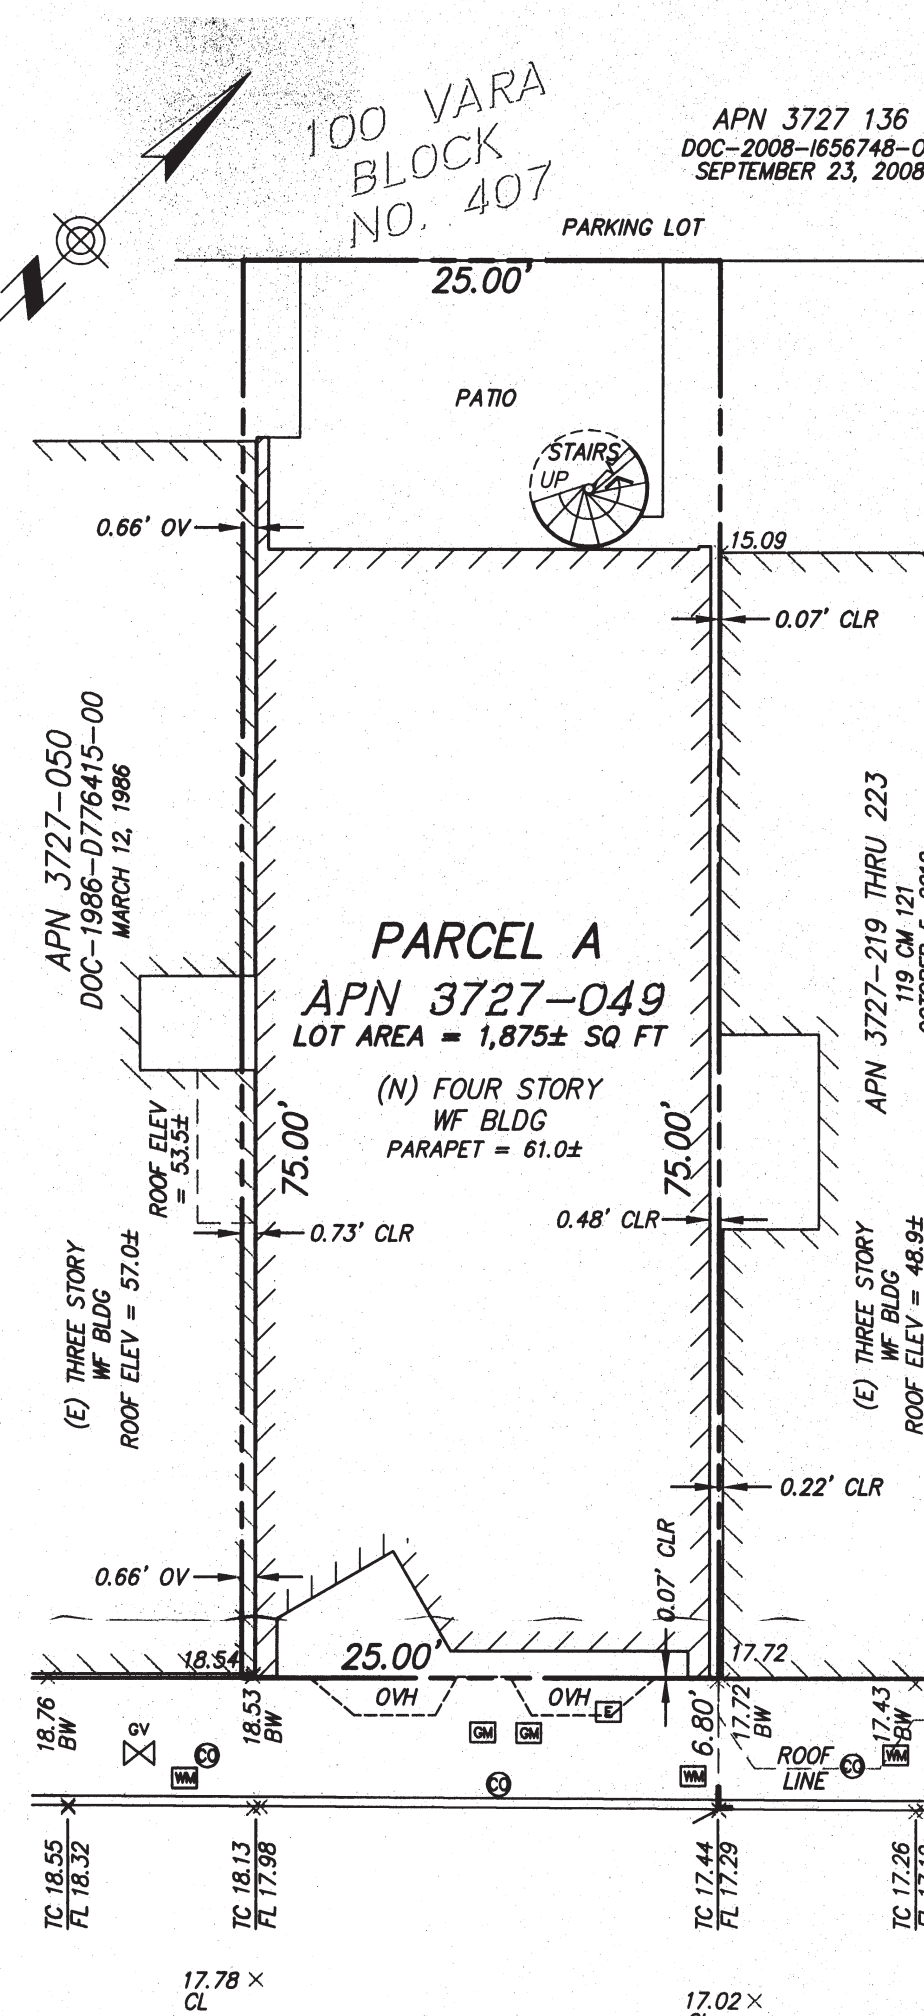 100 VARA
BLOCK
NO. 407
APN 3727 136
DOC-2008-I656748-0
SEPTEMBER 23, 2008
PARKING LOT
25.00'
PATIO
STAIRS
UP
0.66' OV
15.09
0.07' CLR
APN 3727-050
DOC-1986-D776415-00
MARCH 12, 1986
APN 3727-219 THRU 223
119 CM 121
PARCEL A
APN 3727-049
LOT AREA = 1,875± SQ FT
(N) FOUR STORY
WF BLDG
PARAPET = 61.0±
75.00'
75.00'
ROOF ELEV
= 53.5±
0.73' CLR
0.48' CLR
(E) THREE STORY
WF BLDG
ROOF ELEV = 57.0±
(E) THREE STORY
WF BLDG
ROOF ELEV = 48.9±
0.22' CLR
0.07' CLR
0.66' OV
18.54
25.00'
17.72
18.76
BW
18.53
BW
OVH
OVH
E
17.72
BW
17.43
BW
GV
CO
WM
GM
GM
CO
6.80'
WM
ROOF
LINE
CO
WM
TC 18.55
FL 18.32
TC 18.13
FL 17.98
TC 17.44
FL 17.29
TC 17.26
17.78 ×
CL
17.02 ×